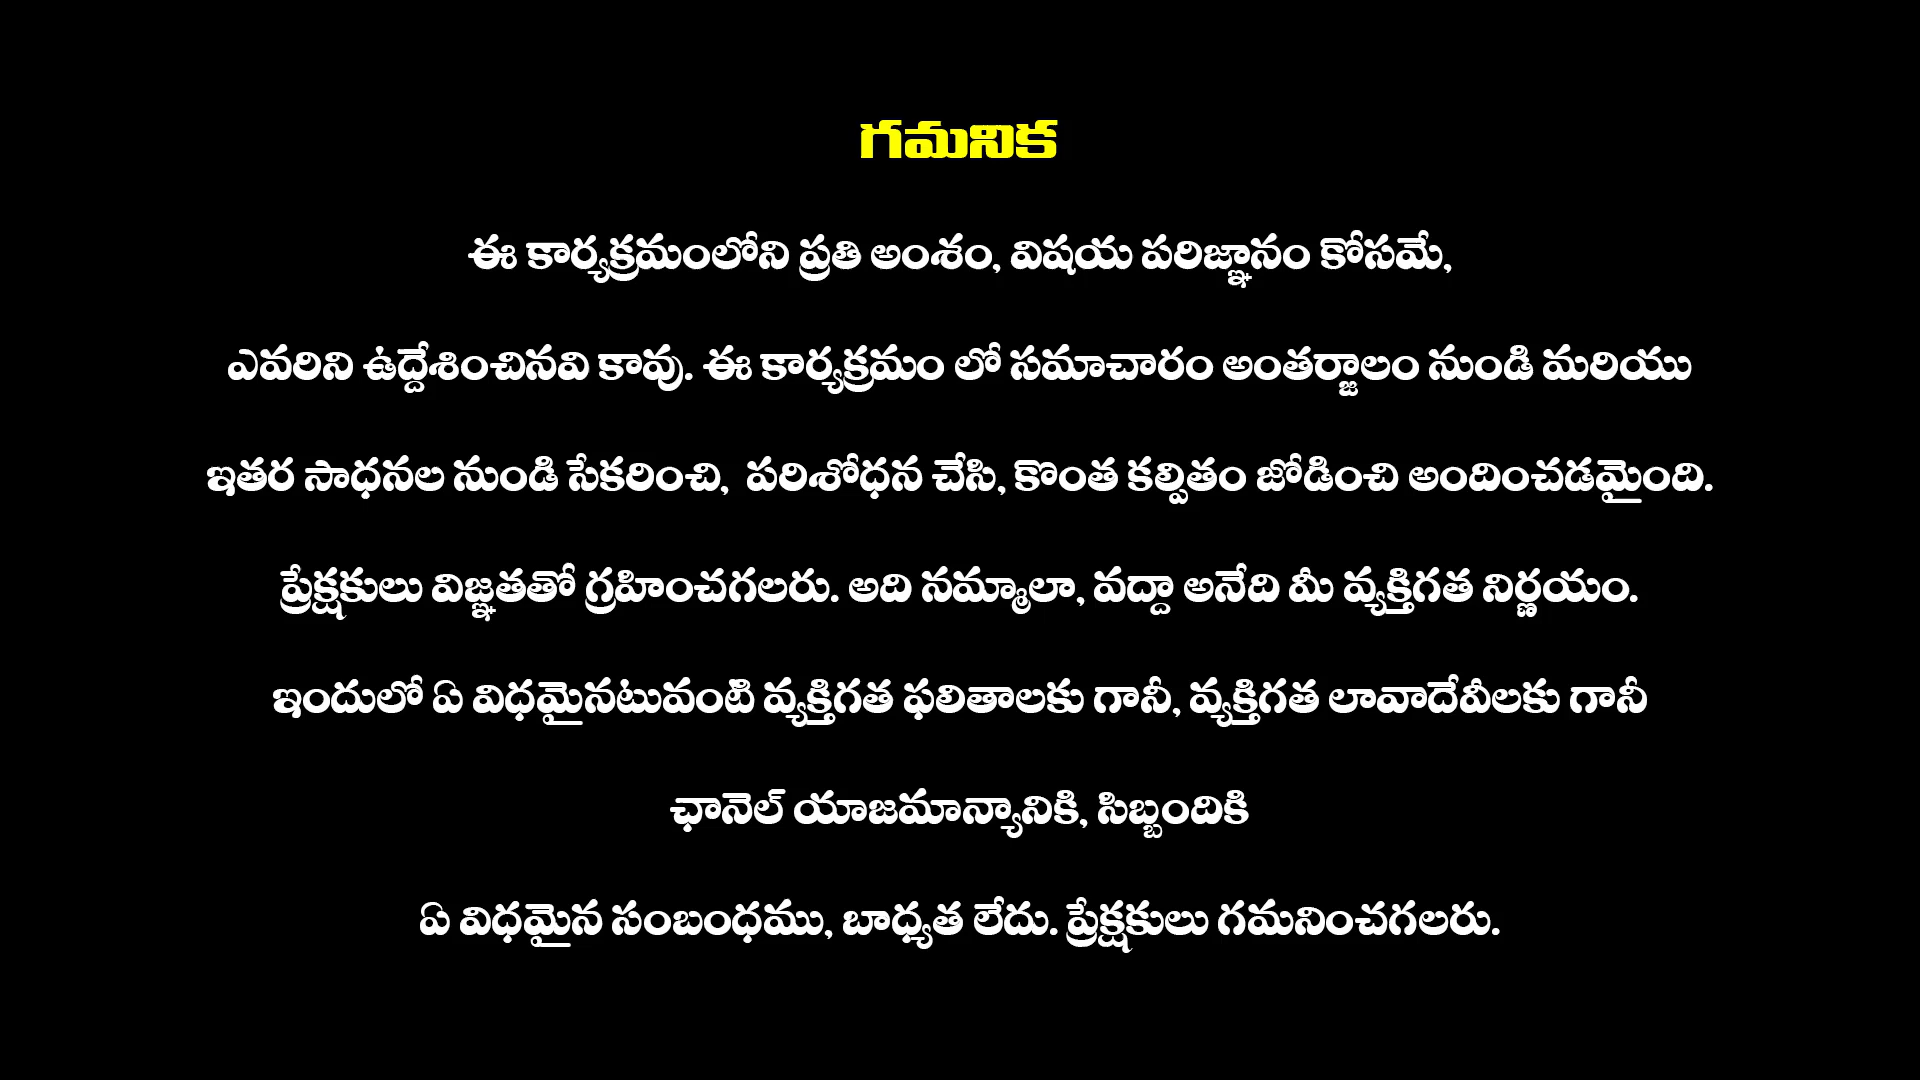 గమనిక
ఈ కార్యక్రమంలోని ప్రతి అంశం, విషయ పరిజ్ఞానం కోసమే,
ఎవరిని ఉద్దేశించినవి కావు. ఈ కార్యక్రమం లో సమాచారం అంతర్జాలం నుండి మరియు
ఇతర సాధనల నుండి సేకరించి, పరిశోధన చేసి, కొంత కల్పితం జోడించి అందించడమైంది.
ప్రేక్షకులు విజ్ఞతతో గ్రహించగలరు. అది నమ్మాలా, వద్దా అనేది మీ వ్యక్తిగత నిర్ణయం.
ఇందులో ఏ విధమైనటువంటి వ్యక్తిగత ఫలితాలకు గానీ, వ్యక్తిగత లావాదేవీలకు గానీ
ఛానెల్ యాజమాన్యానికి, సిబ్బందికి
ఏ విధమైన సంబంధము, బాధ్యత లేదు. ప్రేక్షకులు గమనించగలరు.